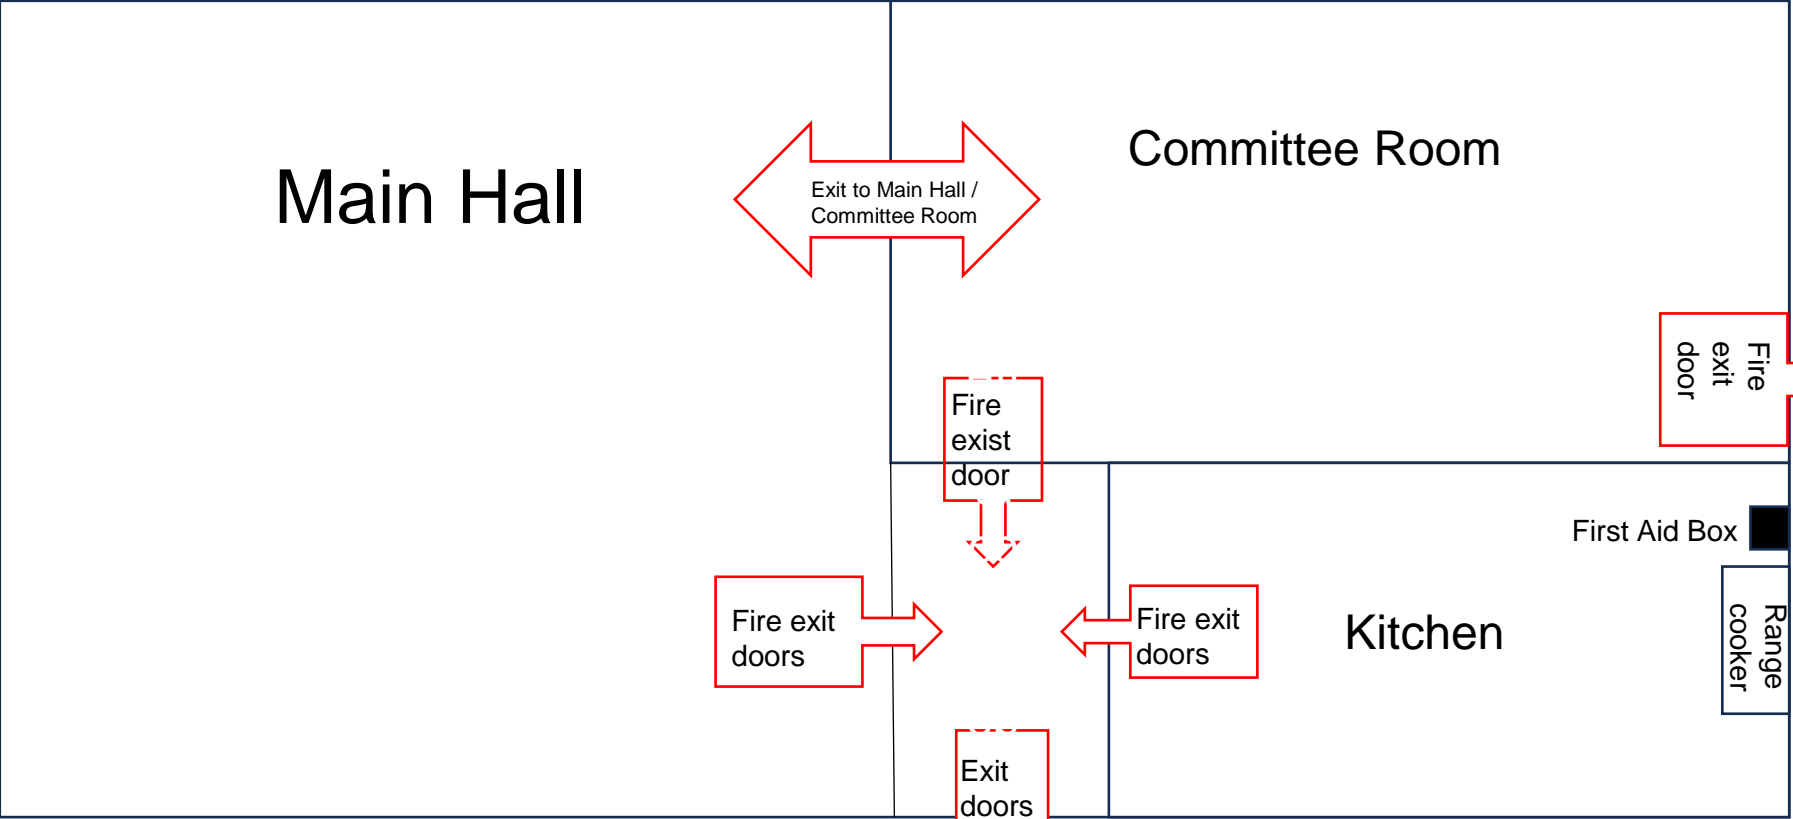 Main Hall
Exit to Main Hall /
Committee Room
Committee Room
Fire
exit
door
Fire
exist
door
First Aid Box
Fire exit
doors
Fire exit
doors
Kitchen
Range
cooker
Exit
doors